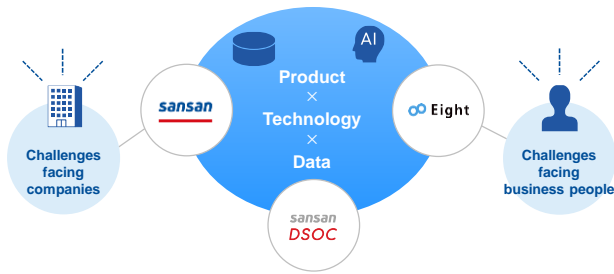 AI
Product
×
Technology
×
Data
sansan
Eight
sansan
DSOC
Challenges
facing
companies
Challenges
facing
business people